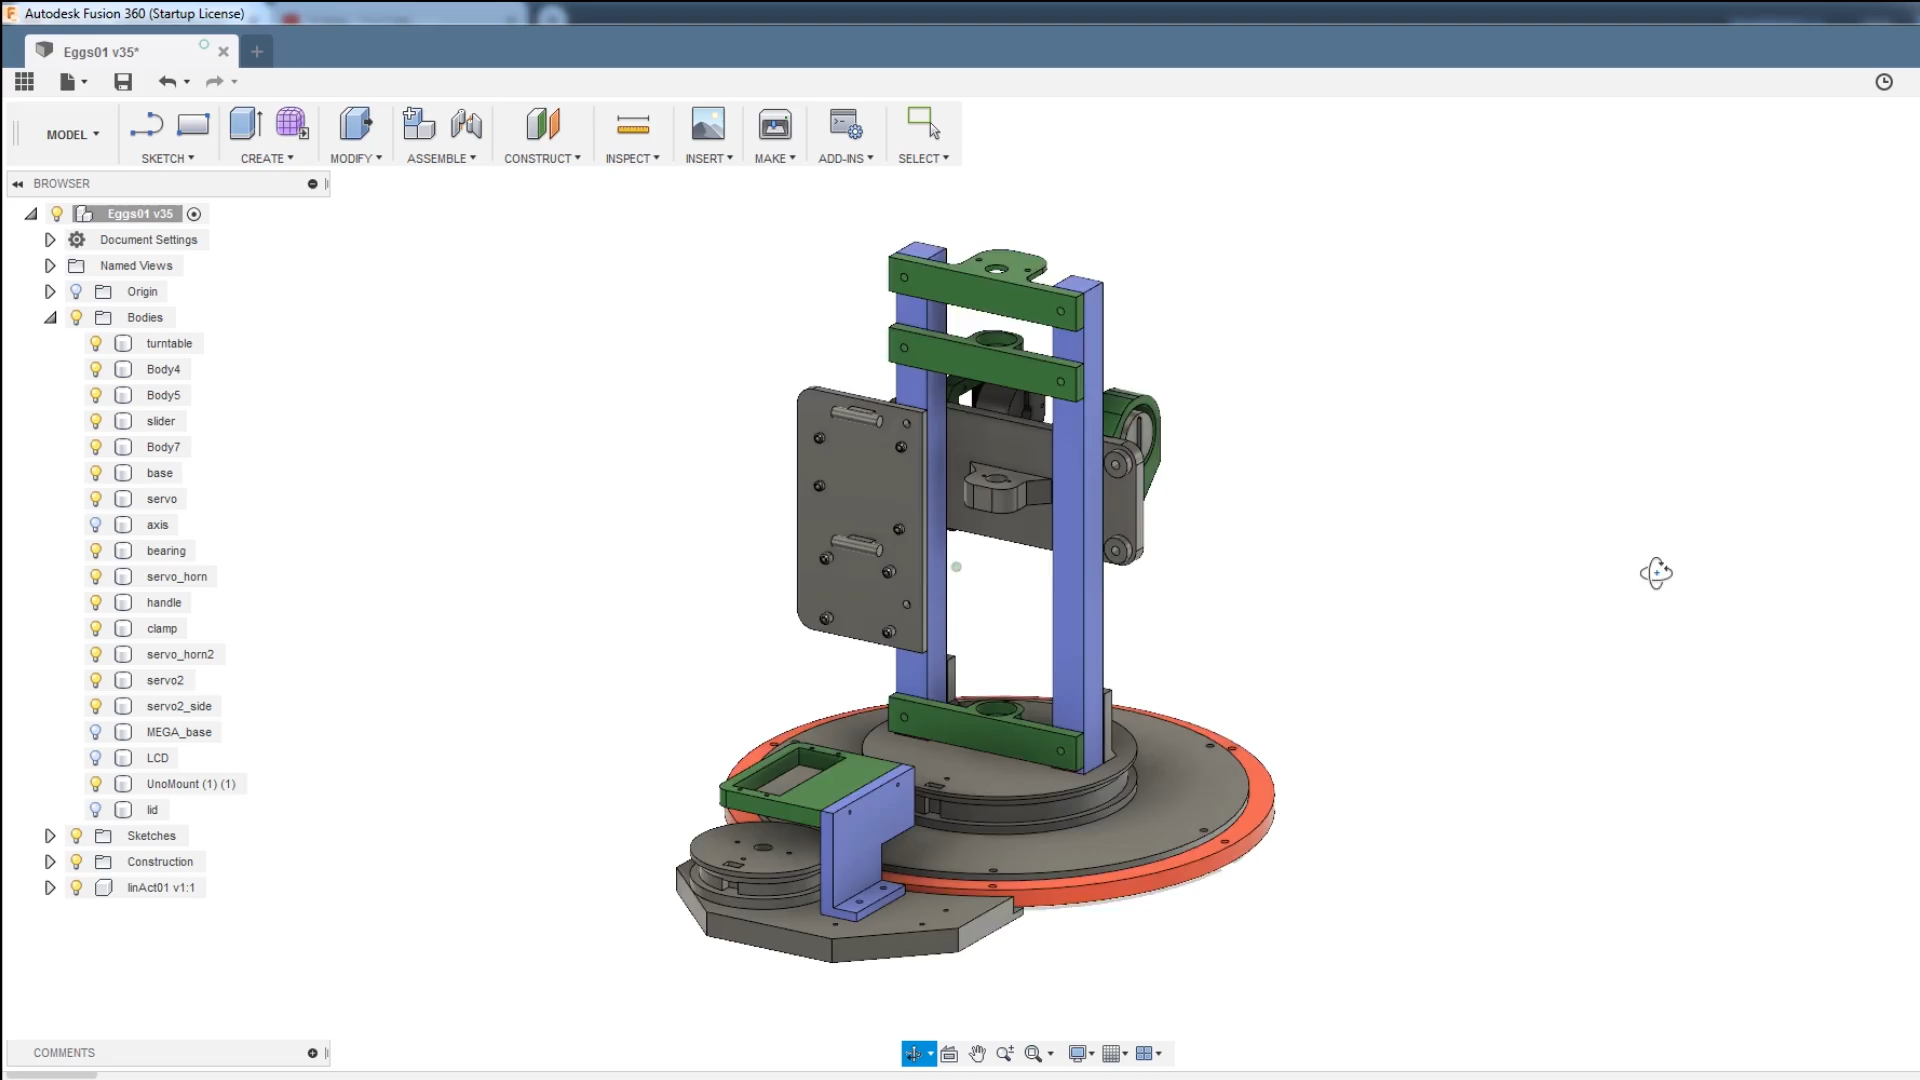 Autodesk Fusion 360 (Startup License)
Eggs01 v35*
MODEL
SKETCH
CREATE
MODIFY
ASSEMBLE
CONSTRUCT
INSPECT
INSERT
MAKE
ADD-INS
SELECT
BROWSER
Eggs01 v35
Document Settings
Named Views
Origin
Bodies
turntable
Body4
Body5
slider
Body7
base
servo
axis
bearing
servo_horn
handle
clamp
servo_horn2
servo2
servo2_side
MEGA_base
LCD
UnoMount (1) (1)
lid
Sketches
Construction
linAct01 v1:1
COMMENTS